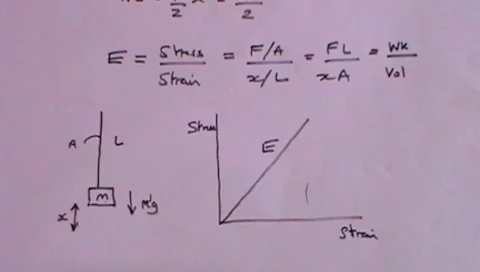 E = Stress/Strain = F/A / x/L = FL/xA = Wk/Vol
Stress
A
L
E
m
x
Mg
Strain